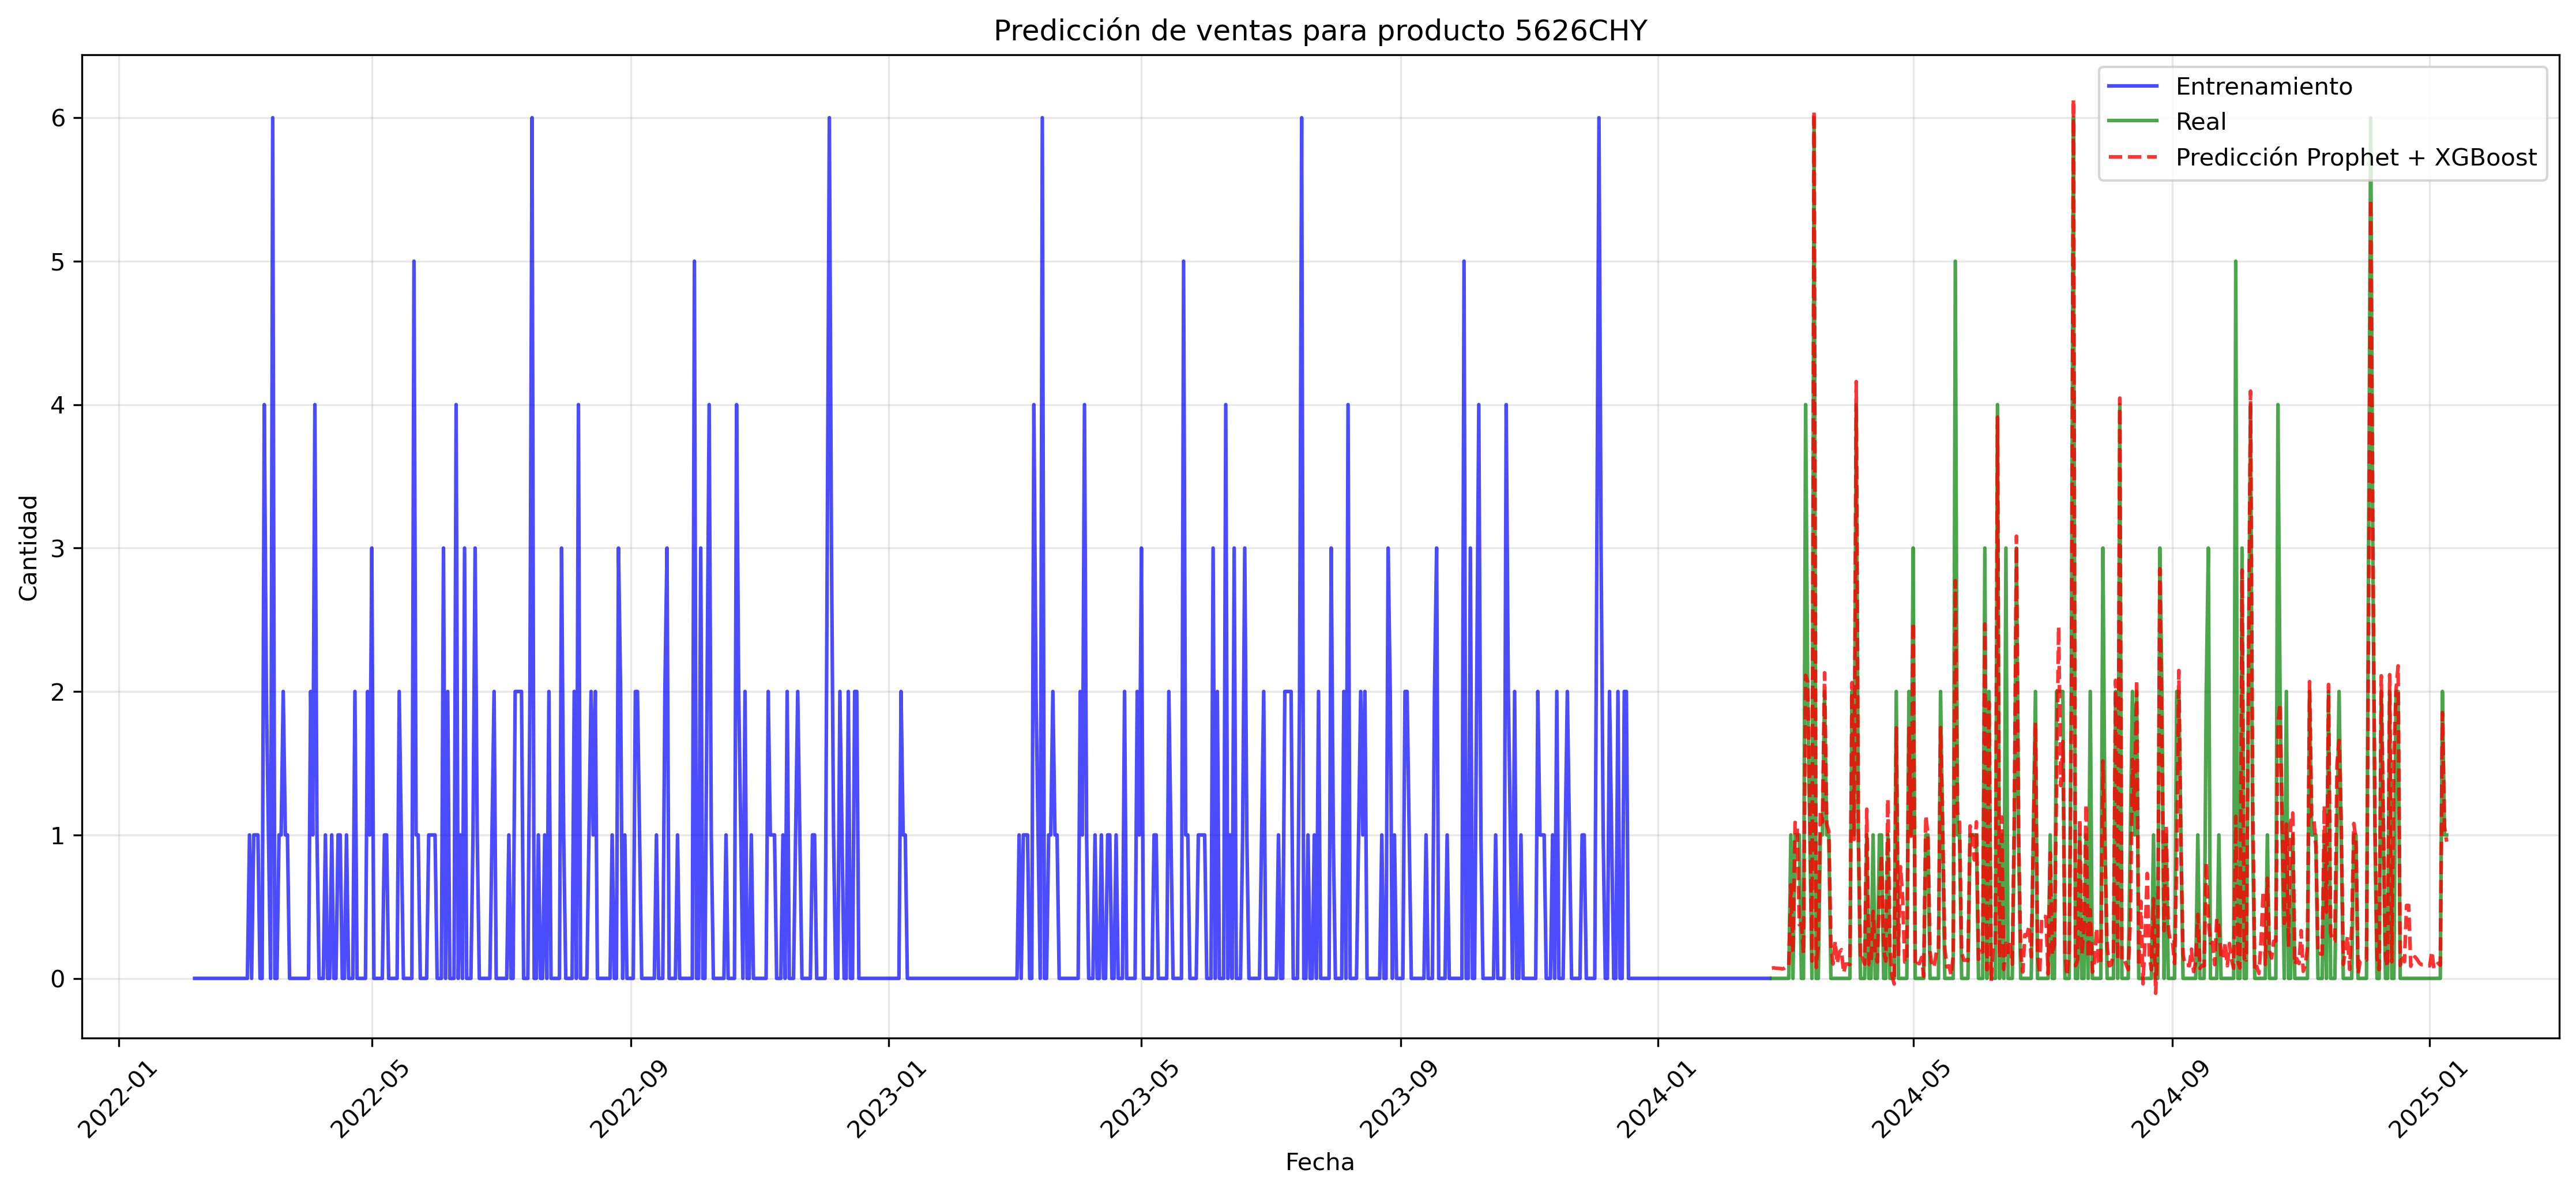 Predicción de ventas para producto 5626CHY
Entrenamiento
Real
Predicción Prophet + XGBoost
Cantidad
6
5
4
3
2
1
0
2022-01
2022-05
2022-09
2023-01
2023-05
2023-09
2024-01
2024-05
2024-09
2025-01
Fecha